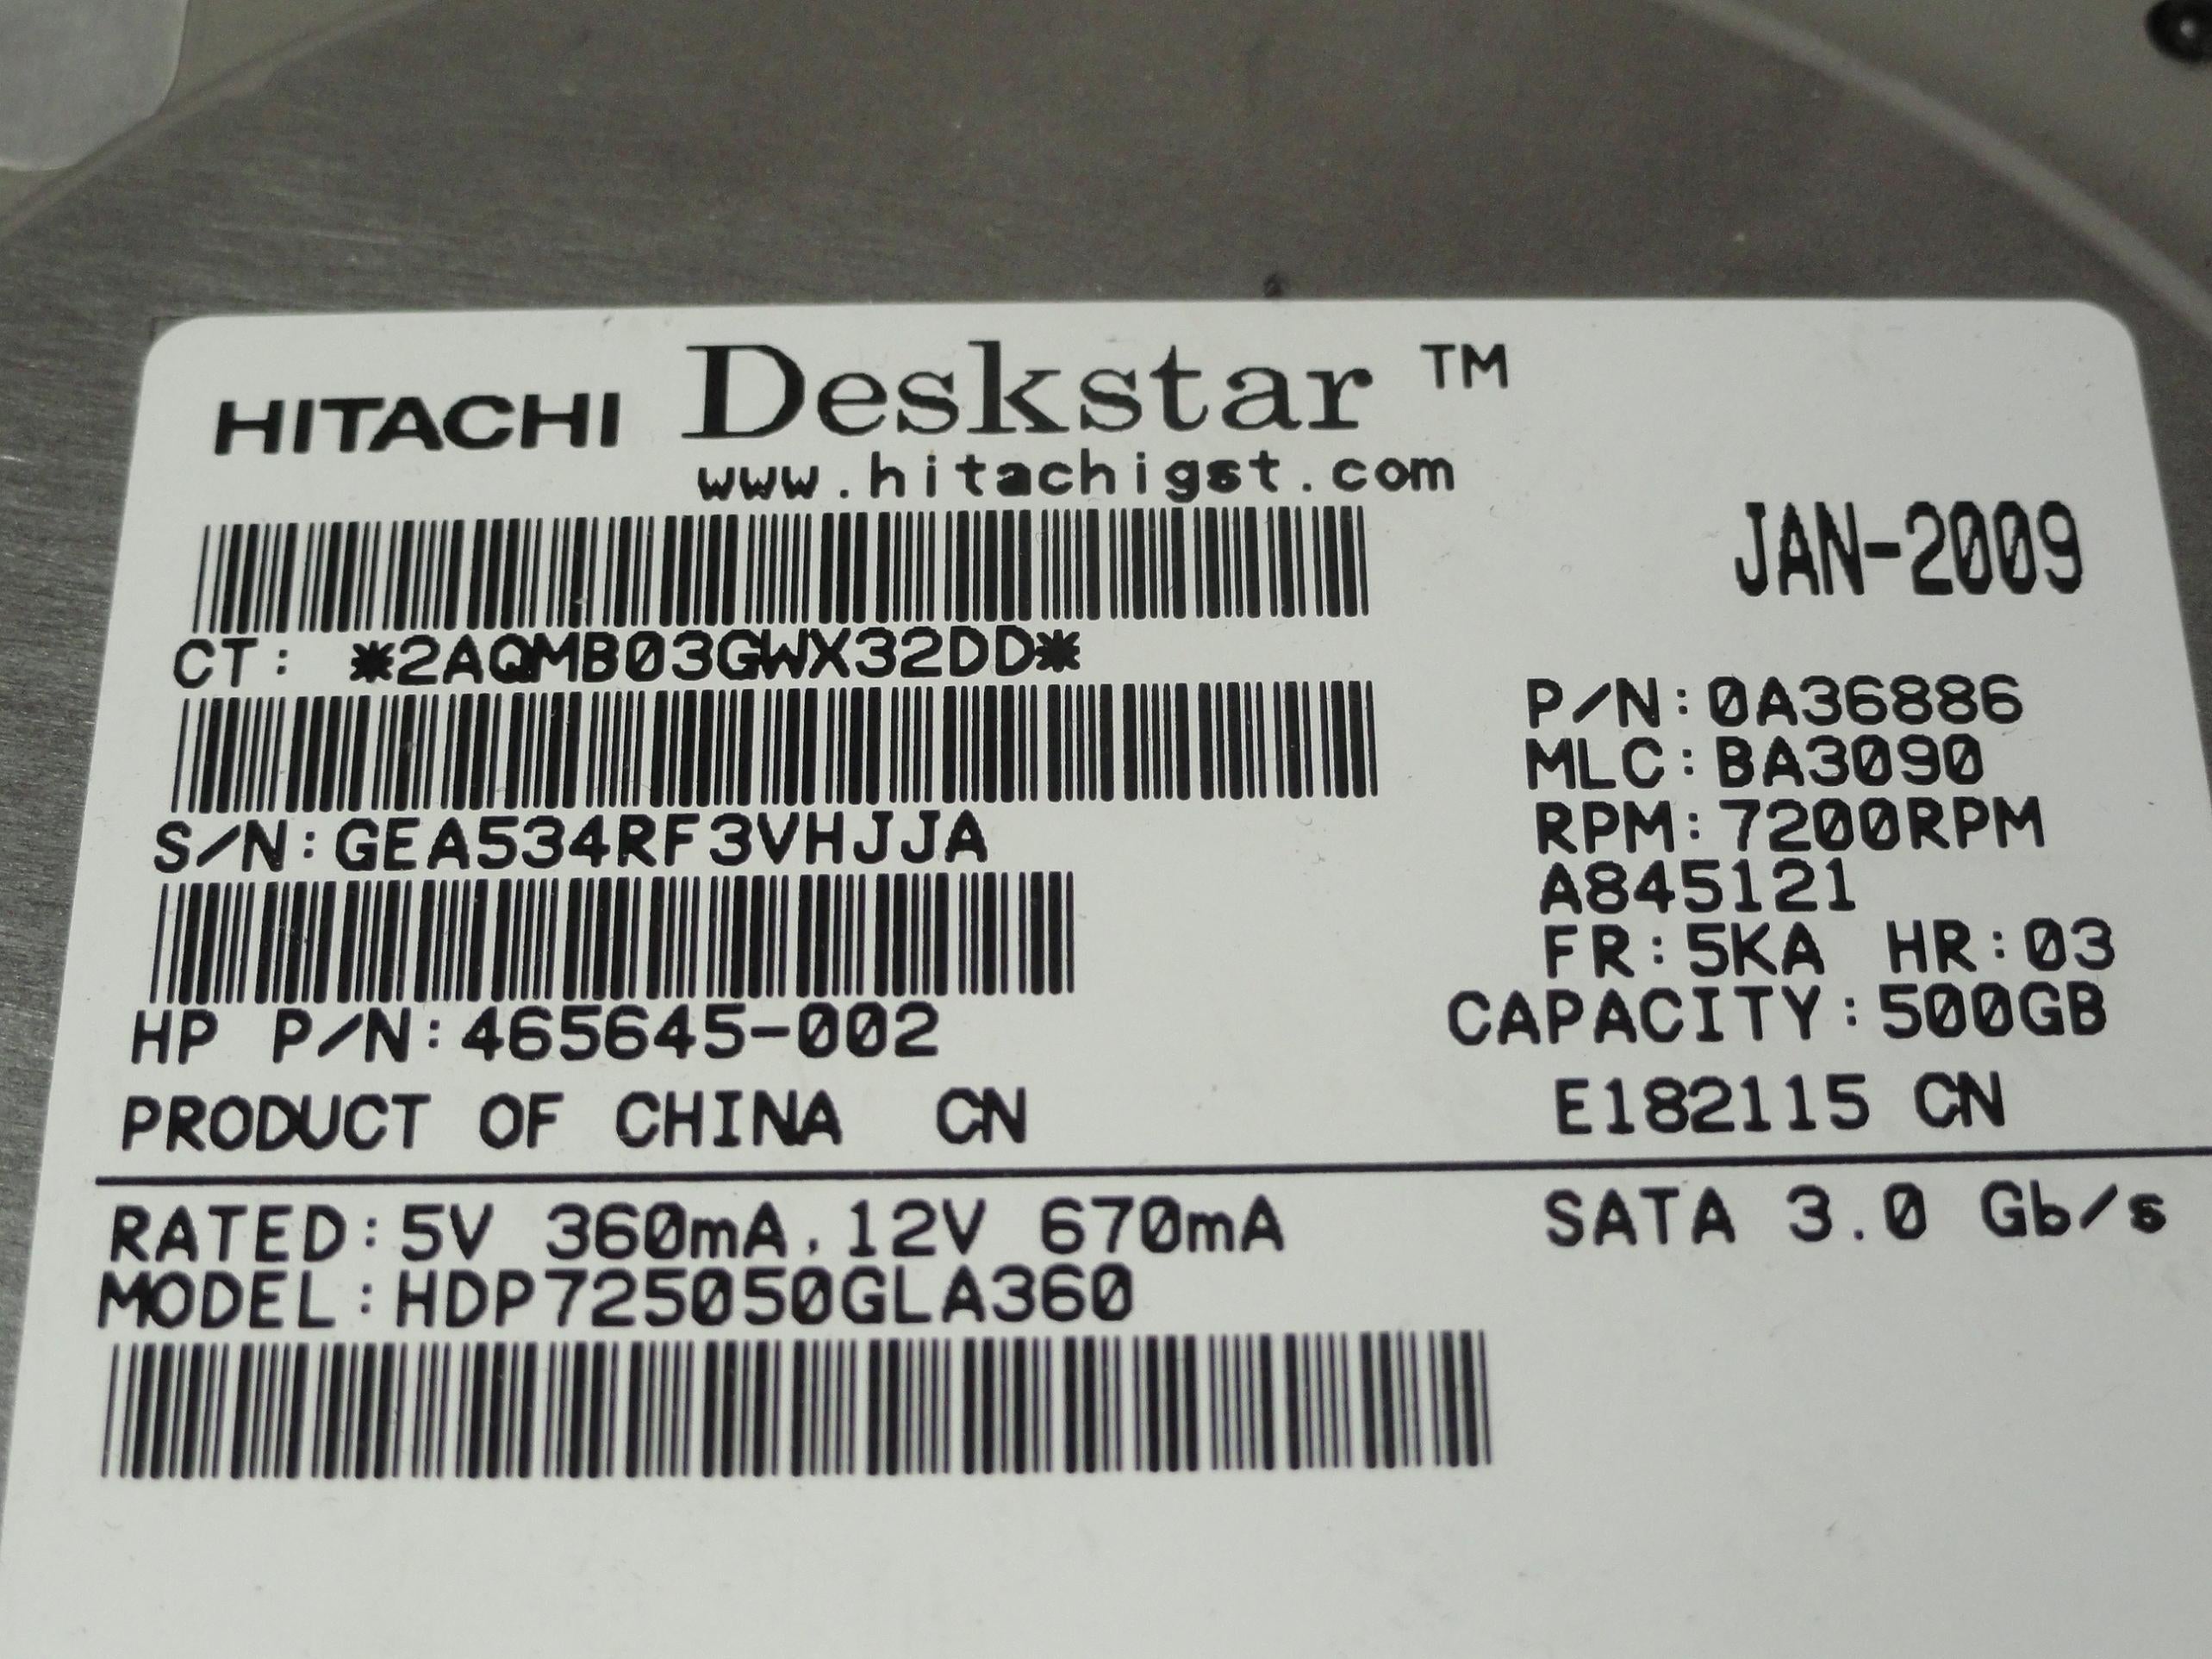 HITACHI Deskstar ™
www.hitachigst.com
JAN-2009
CT: *2AQMB03GWX32DD*
S/N:GEA534RF3VHJJA
HP P/N:465645-002
PRODUCT OF CHINA CN
P/N:0A36886
MLC:BA3090
RPM:7200RPM
A845121
FR:5KA HR:03
CAPACITY:500GB
E182115 CN
RATED:5V 360mA,12V 670mA
SATA 3.0 Gb/s
MODEL:HDP725050GLA360